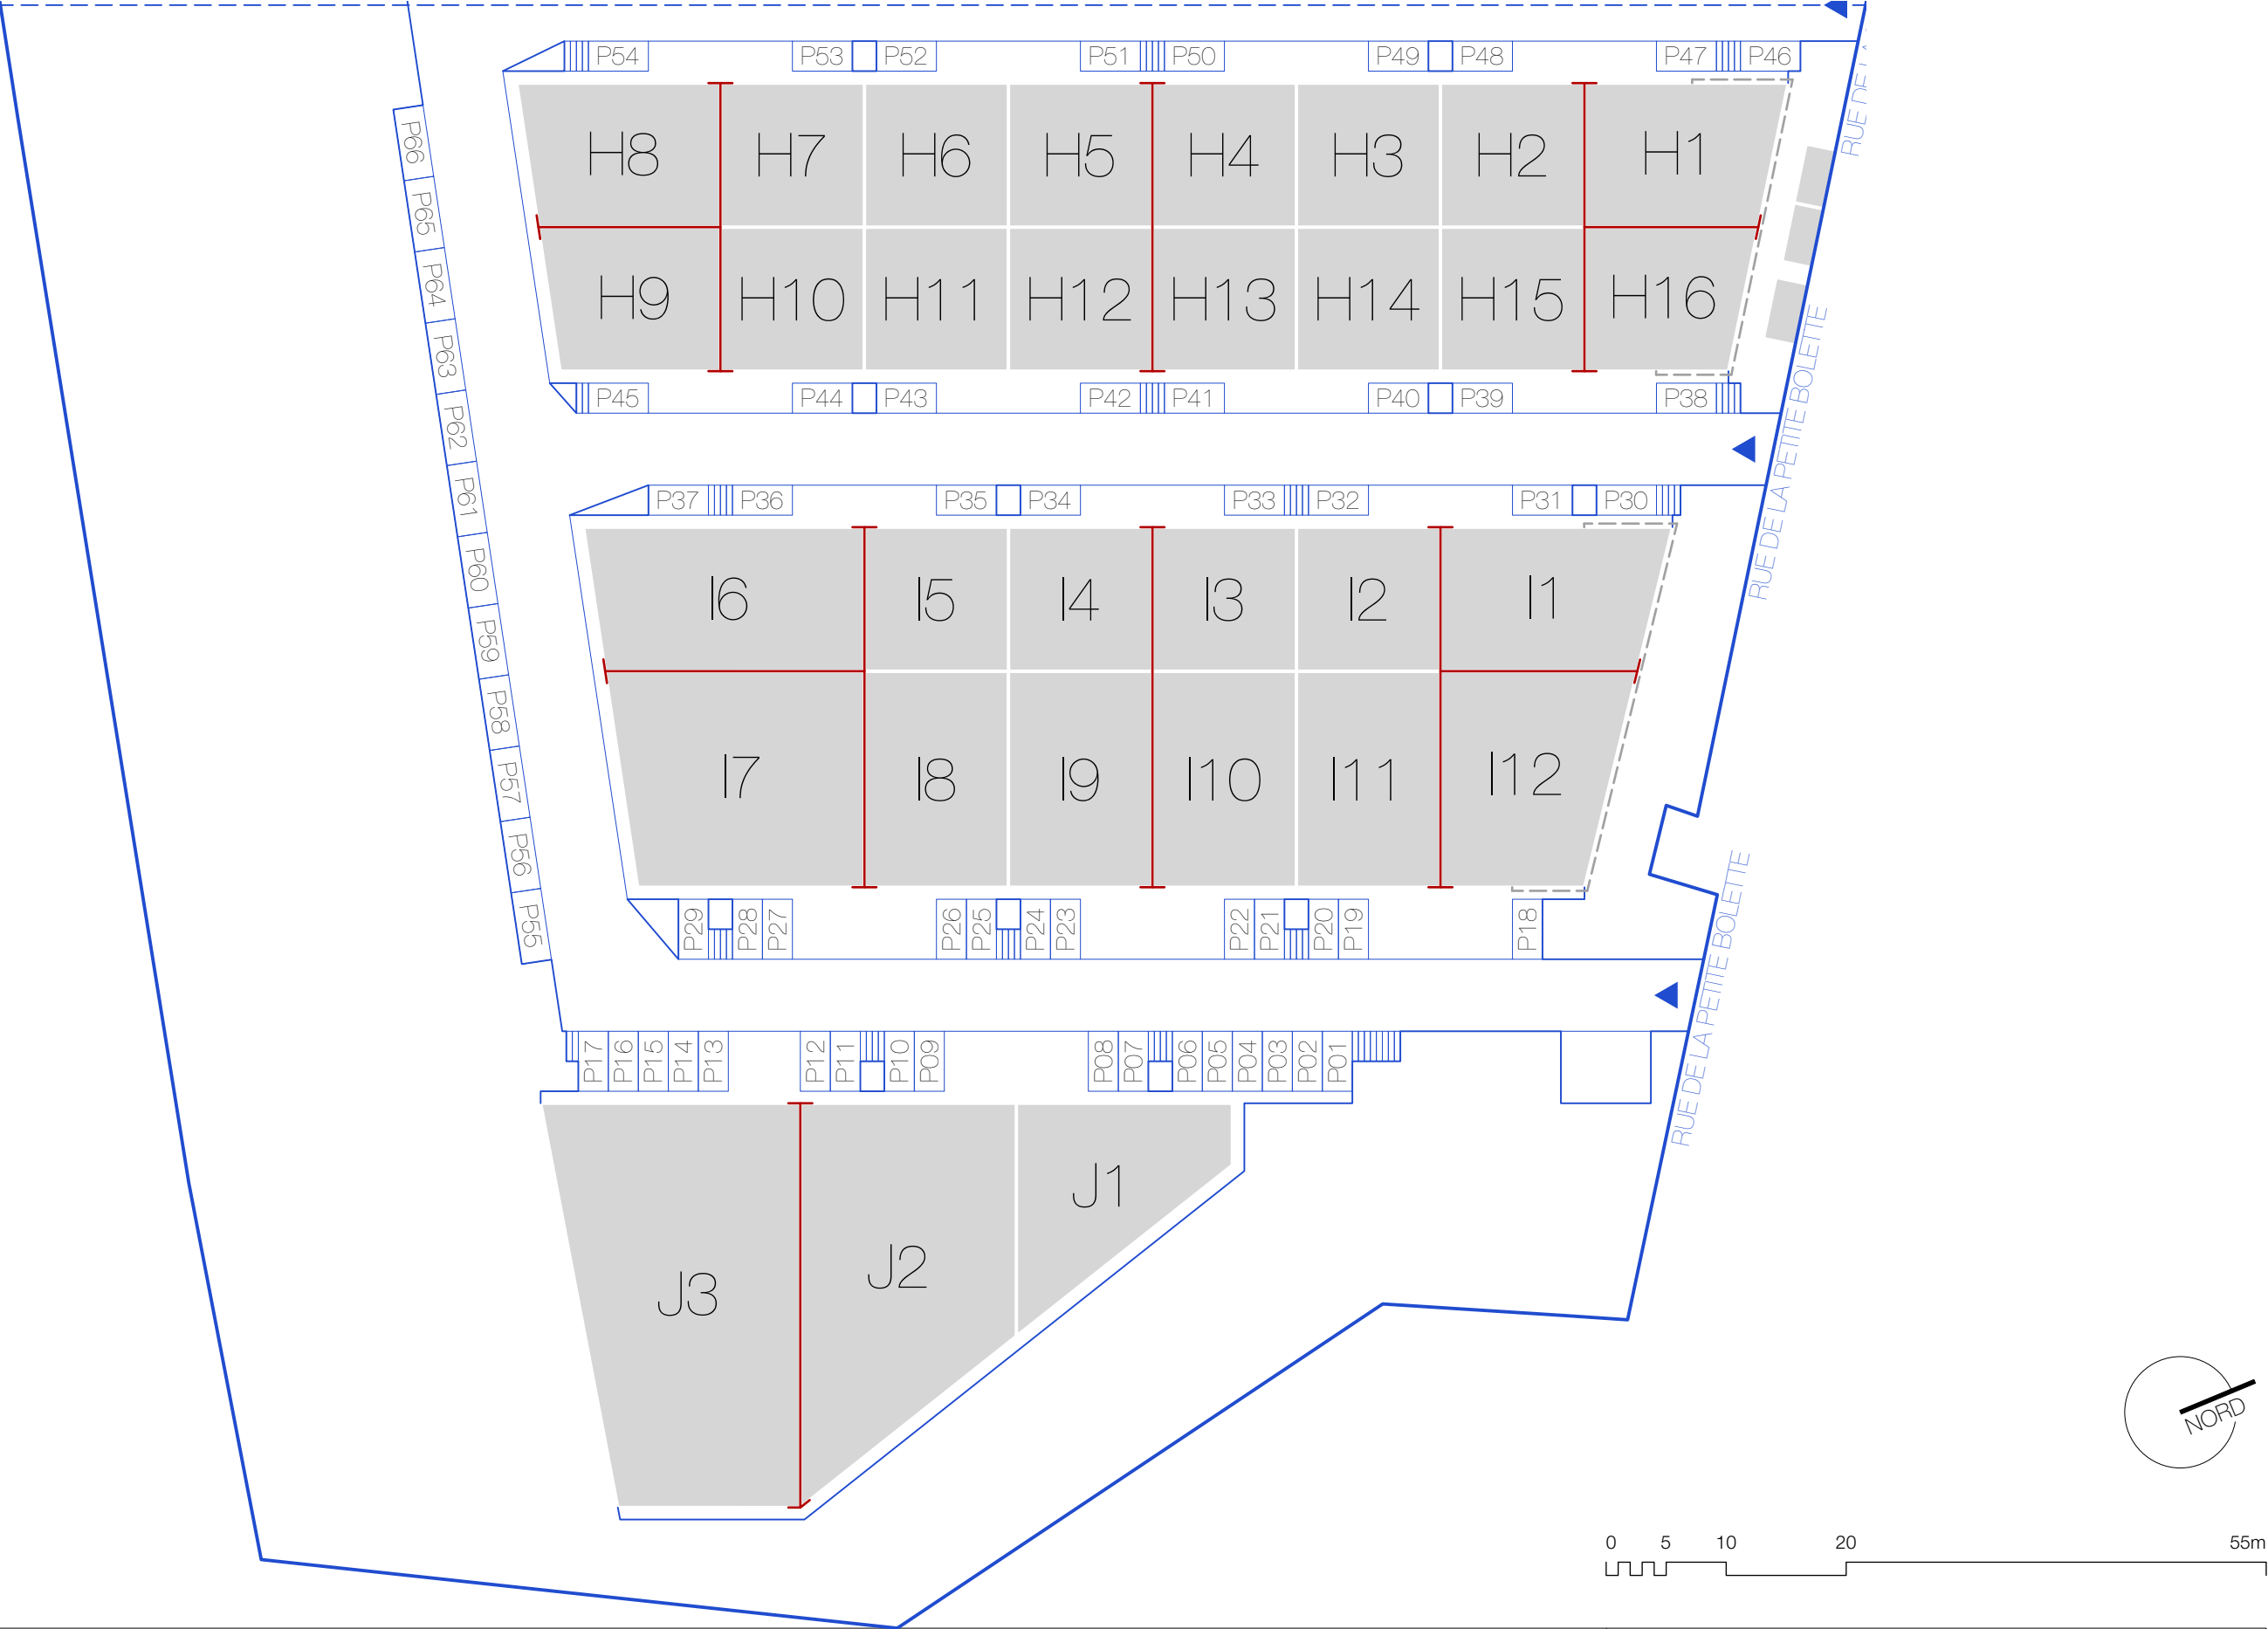 P54 P53 P52 P51 P50 P49 P48 P47 P46
H8 H7 H6 H5 H4 H3 H2 H1
H9 H10 H11 H12 H13 H14 H15 H16
P45 P44 P43 P42 P41 P40 P39 P38
P66
P65
P64
P63
P62
P61
P60
P59
P58
P57
P56
P55
RUE DE LA
RUE DE LA PETITE BOLETTE
P37 P36 P35 P34 P33 P32 P31 P30
I6 I5 I4 I3 I2 I1
I7 I8 I9 I10 I11 I12
P29 P28 P27 P26 P25 P24 P23 P22 P21 P20 P19 P18
RUE DE LA PETITE BOLETTE
P17 P16 P15 P14 P13 P12 P11 P10 P09 P08 P07 P06 P05 P04 P03 P02 P01
J3 J2 J1
NORD
0 5 10 20 55m